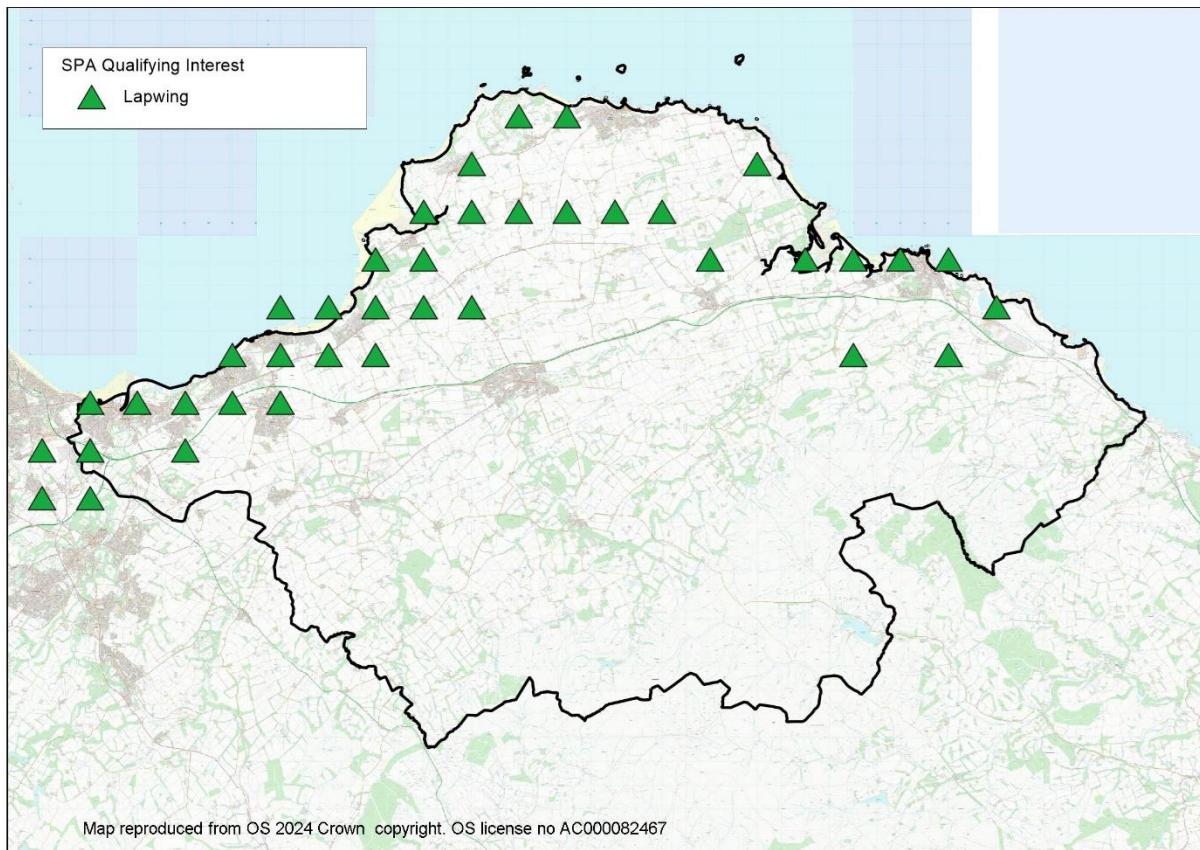 SPA Qualifying Interest
Lapwing
Map reproduced from OS 2024 Crown copyright. OS license no AC000082467